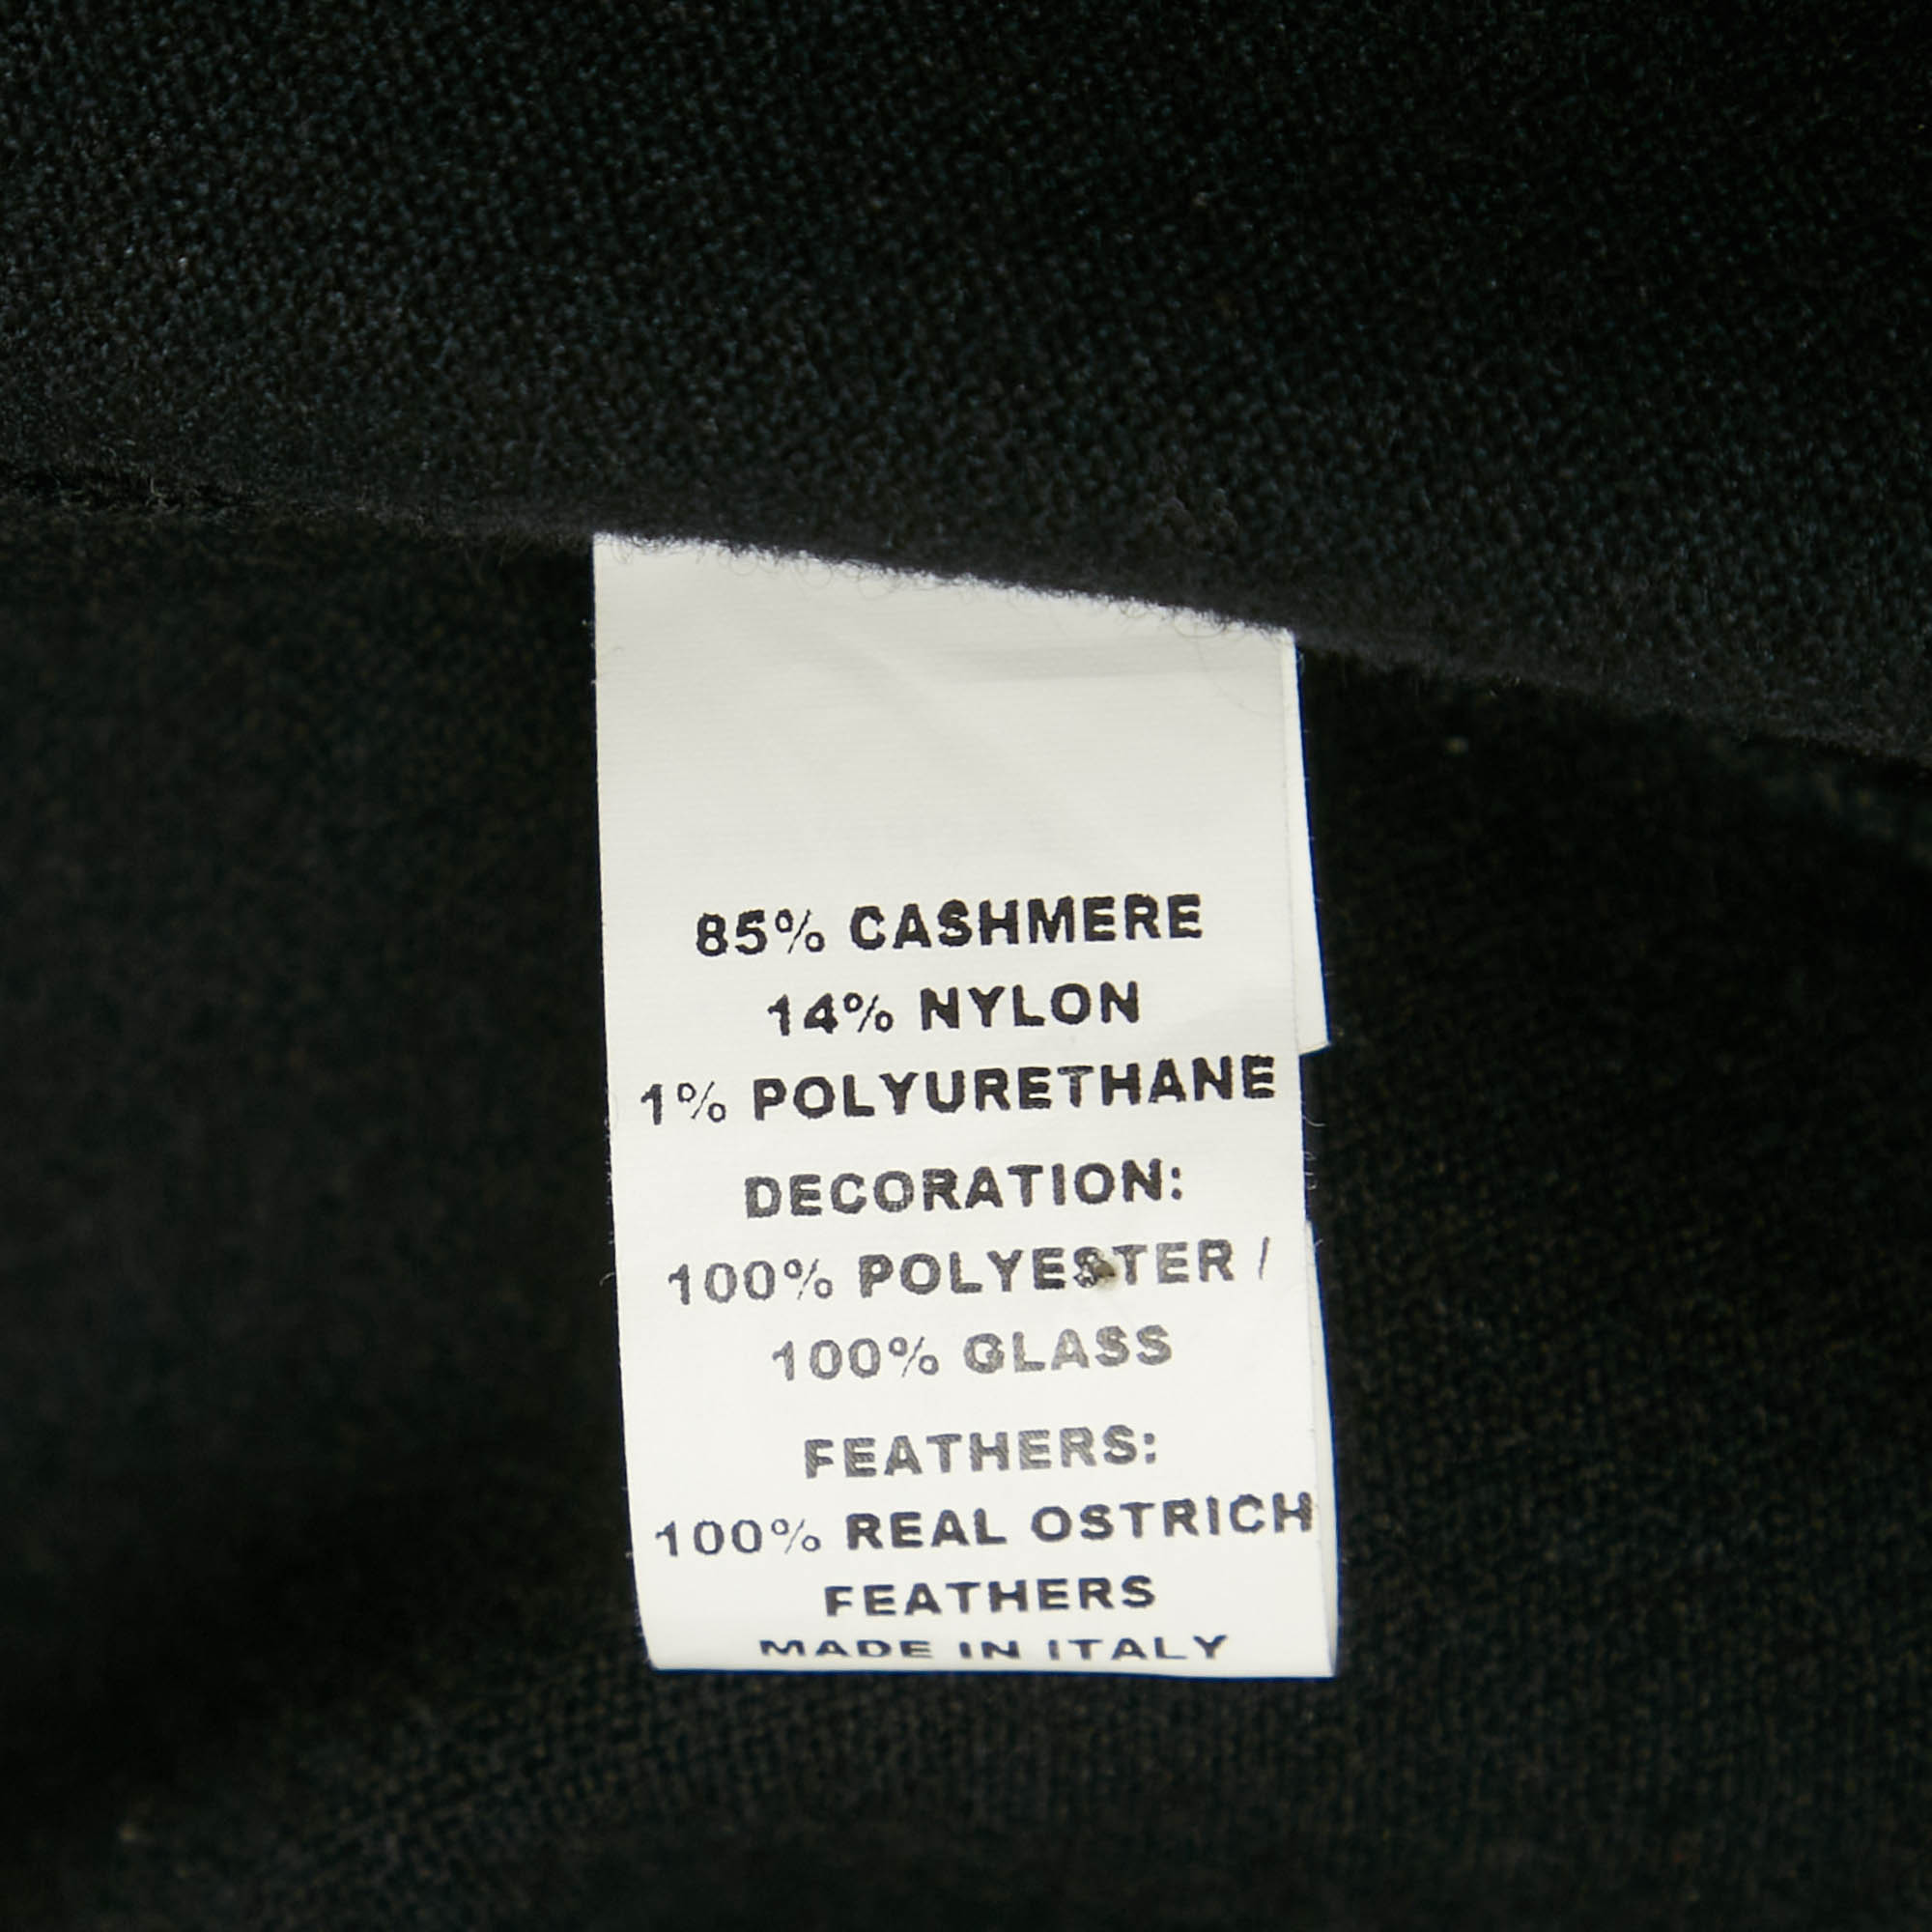 85% CASHMERE
14% NYLON
1% POLYURETHANE
DECORATION:
100% POLYESTER /
100% GLASS
FEATHERS:
100% REAL OSTRICH
FEATHERS
MADE IN ITALY